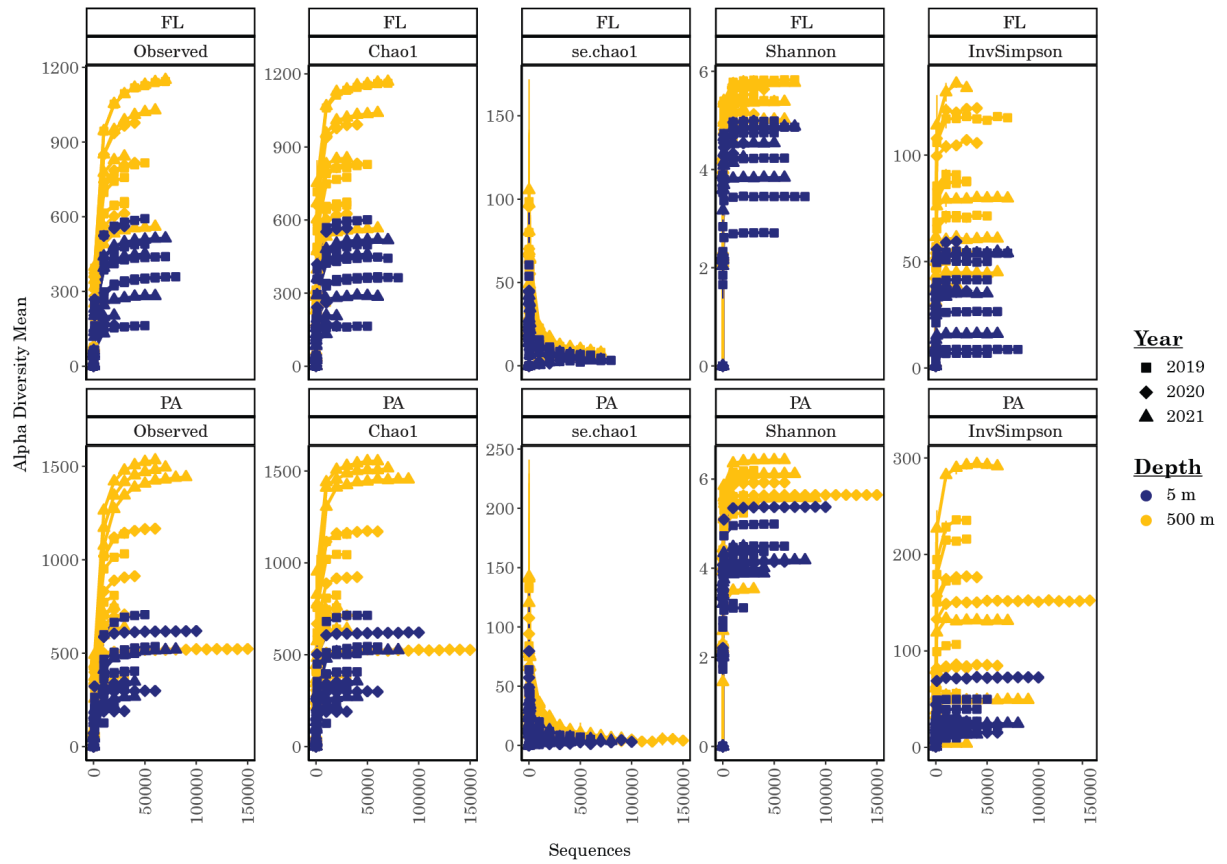 FL FL FL FL FL
Observed Chao1 se.chao1 Shannon InvSimpson
1200 900 600 300 0
1200 900 600 300 0
150 100 50 0
6 4 2 0
100 50 0
PA PA PA PA PA
Observed Chao1 se.chao1 Shannon InvSimpson
1500 1000 500 0
1500 1000 500 0
250 200 150 100 50 0
6 4 2 0
300 200 100 0
0 50000 100000 150000
0 50000 100000 150000
0 50000 100000 150000
0 50000 100000 150000
0 50000 100000 150000
Alpha Diversity Mean
Sequences
Year
2019
2020
2021
Depth
5 m
500 m